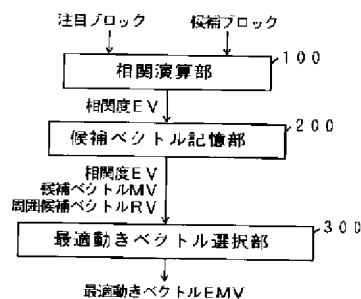 注目ブロック 候補ブロック
100
相関演算部
相関度EV
200
候補ベクトル記憶部
相関度EV
候補ベクトルMV
周囲候補ベクトルRV
300
最適動きベクトル選択部
最適動きベクトルEMV